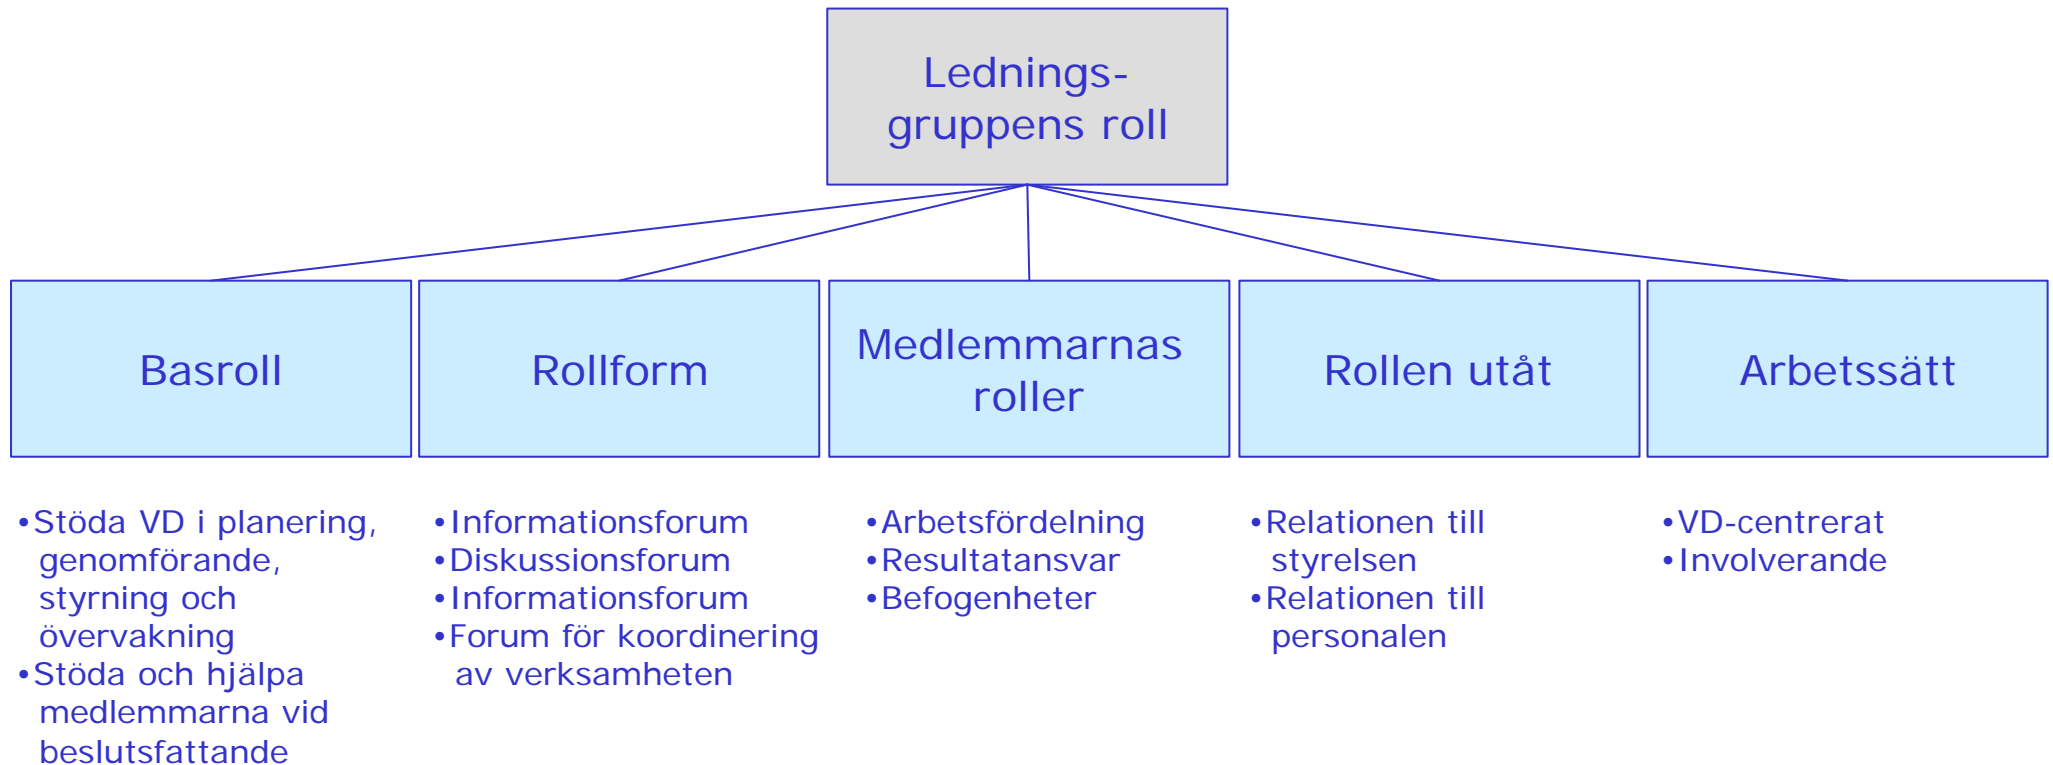 Lednings-
gruppens roll
Basroll
Rollform
Medlemmarnas
roller
Rollen utåt
Arbetssätt
•Stöda VD i planering,
genomförande,
styrning och
övervakning
•Stöda och hjälpa
medlemmarna vid
beslutsfattande
•Informationsforum
•Diskussionsforum
•Informationsforum
•Forum för koordinering
av verksamheten
•Arbetsfördelning
•Resultatansvar
•Befogenheter
•Relationen till
styrelsen
•Relationen till
personalen
•VD-centrerat
•Involverande